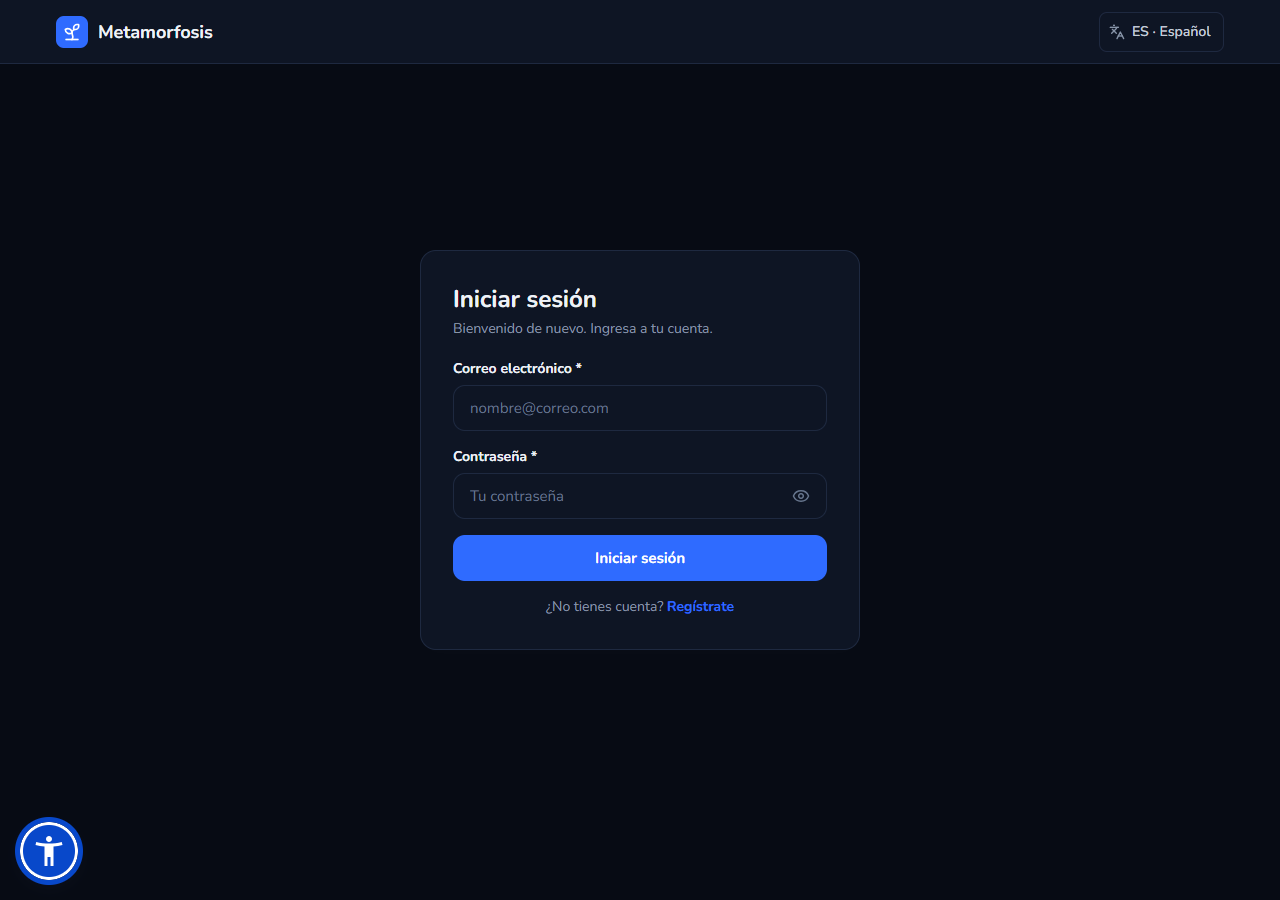 Metamorfosis
ES · Español
Iniciar sesión
Bienvenido de nuevo. Ingresa a tu cuenta.
Correo electrónico *
nombre@correo.com
Contraseña *
Tu contraseña
Iniciar sesión
¿No tienes cuenta? Regístrate